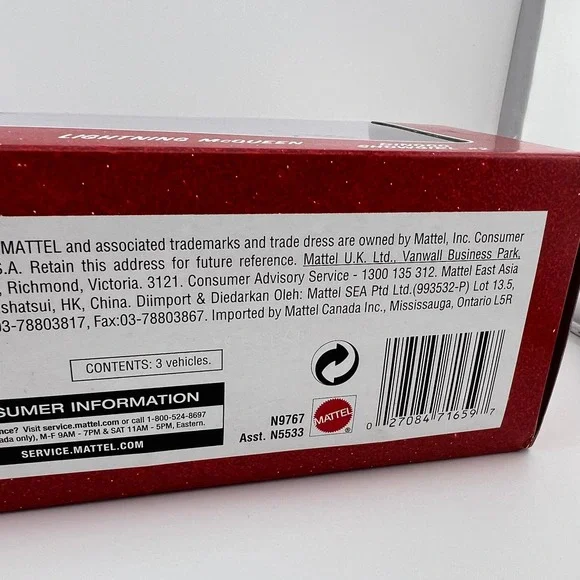 LIGHTNING McQUEEN
MATTEL and associated trademarks and trade dress are owned by Mattel, Inc. Consumer
S.A. Retain this address for future reference. Mattel U.K. Ltd., Vanwall Business Park,
, Richmond, Victoria. 3121. Consumer Advisory Service - 1300 135 312. Mattel East Asia
shatsui, HK, China. Diimport & Diedarkan Oleh: Mattel SEA Ptd Ltd.(993532-P) Lot 13.5,
03-78803817, Fax:03-78803867. Imported by Mattel Canada Inc., Mississauga, Ontario L5R
CONTENTS: 3 vehicles.
SUMER INFORMATION
ance? Visit service.mattel.com or call 1-800-524-8697
ada only), M-F 9AM - 7PM & SAT 11AM - 5PM, Eastern.
SERVICE.MATTEL.COM
N9767
Asst. N5533
MATTEL
0 27084 71659 7